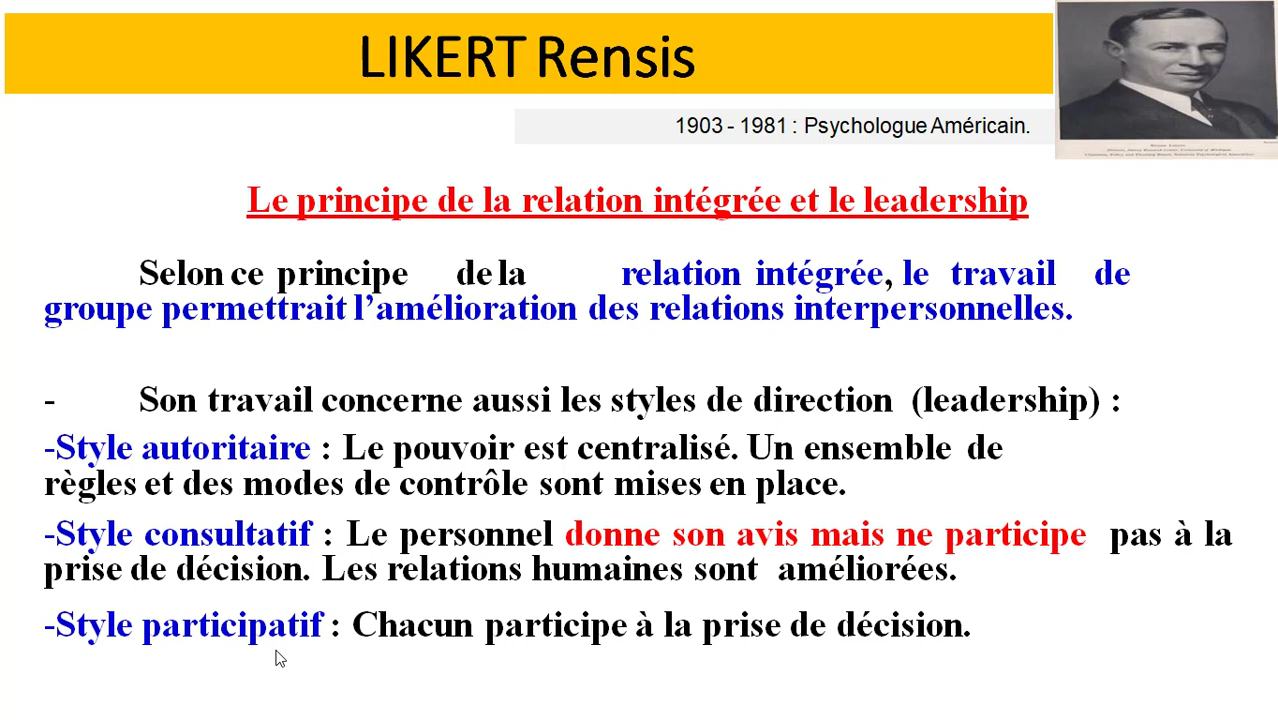 LIKERT Rensis
1903 - 1981 : Psychologue Américain.
Le principe de la relation intégrée et le leadership
Selon ce principe de la relation intégrée, le travail de
groupe permettrait l’amélioration des relations interpersonnelles.
- Son travail concerne aussi les styles de direction (leadership) :
-Style autoritaire : Le pouvoir est centralisé. Un ensemble de
règles et des modes de contrôle sont mises en place.
-Style consultatif : Le personnel donne son avis mais ne participe pas à la
prise de décision. Les relations humaines sont améliorées.
-Style participatif : Chacun participe à la prise de décision.